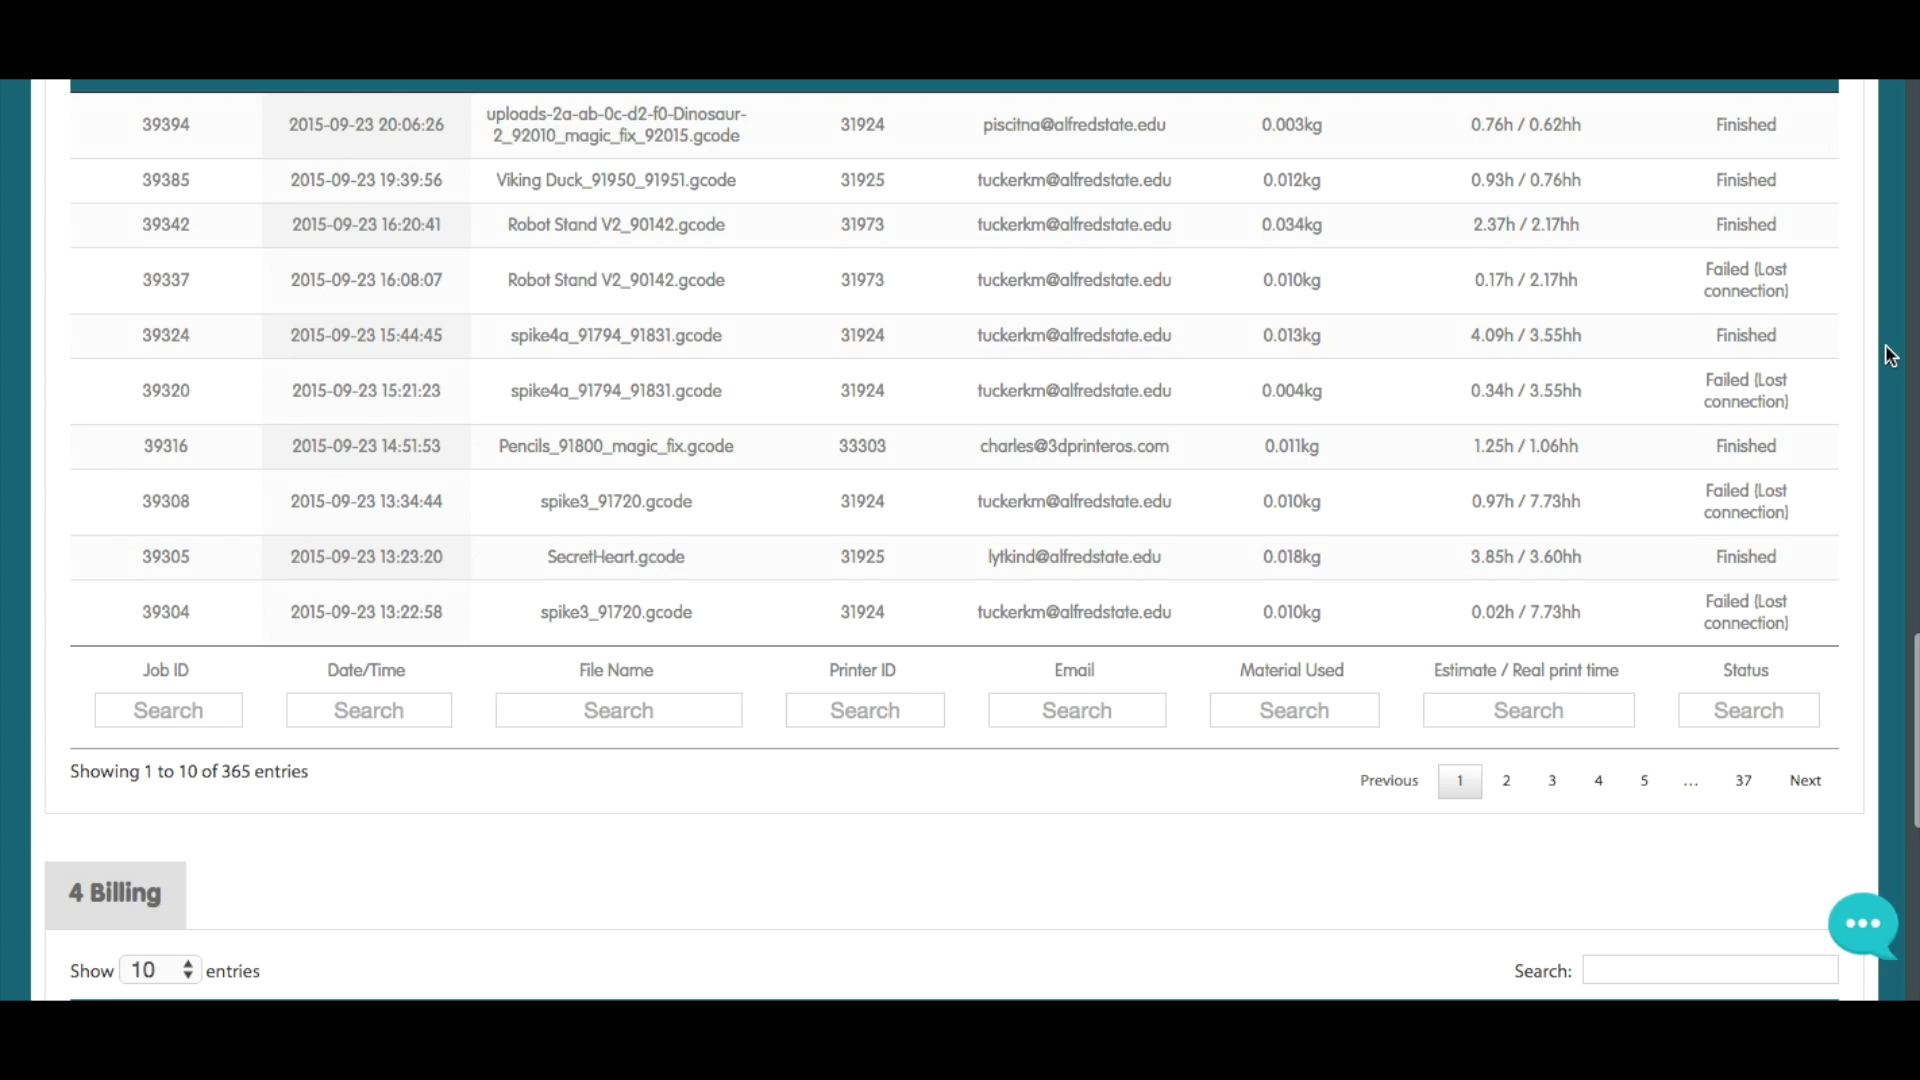 39394 2015-09-23 20:06:26 uploads-2a-ab-0c-d2-f0-Dinosaur-2_92010_magic_fix_92015.gcode 31924 piscitna@alfredstate.edu 0.003kg 0.76h / 0.62hh Finished
39385 2015-09-23 19:39:56 Viking Duck_91950_91951.gcode 31925 tuckerkm@alfredstate.edu 0.012kg 0.93h / 0.76hh Finished
39342 2015-09-23 16:20:41 Robot Stand V2_90142.gcode 31973 tuckerkm@alfredstate.edu 0.034kg 2.37h / 2.17hh Finished
39337 2015-09-23 16:08:07 Robot Stand V2_90142.gcode 31973 tuckerkm@alfredstate.edu 0.010kg 0.17h / 2.17hh Failed (Lost connection)
39324 2015-09-23 15:44:45 spike4a_91794_91831.gcode 31924 tuckerkm@alfredstate.edu 0.013kg 4.09h / 3.55hh Finished
39320 2015-09-23 15:21:23 spike4a_91794_91831.gcode 31924 tuckerkm@alfredstate.edu 0.004kg 0.34h / 3.55hh Failed (Lost connection)
39316 2015-09-23 14:51:53 Pencils_91800_magic_fix.gcode 33303 charles@3dprinteros.com 0.011kg 1.25h / 1.06hh Finished
39308 2015-09-23 13:34:44 spike3_91720.gcode 31924 tuckerkm@alfredstate.edu 0.010kg 0.97h / 7.73hh Failed (Lost connection)
39305 2015-09-23 13:23:20 SecretHeart.gcode 31925 lytkind@alfredstate.edu 0.018kg 3.85h / 3.60hh Finished
39304 2015-09-23 13:22:58 spike3_91720.gcode 31924 tuckerkm@alfredstate.edu 0.010kg 0.02h / 7.73hh Failed (Lost connection)
Job ID Date/Time File Name Printer ID Email Material Used Estimate / Real print time Status
Search Search Search Search Search Search Search Search
Showing 1 to 10 of 365 entries
Previous 1 2 3 4 5 ... 37 Next
4 Billing
Show 10 entries Search: